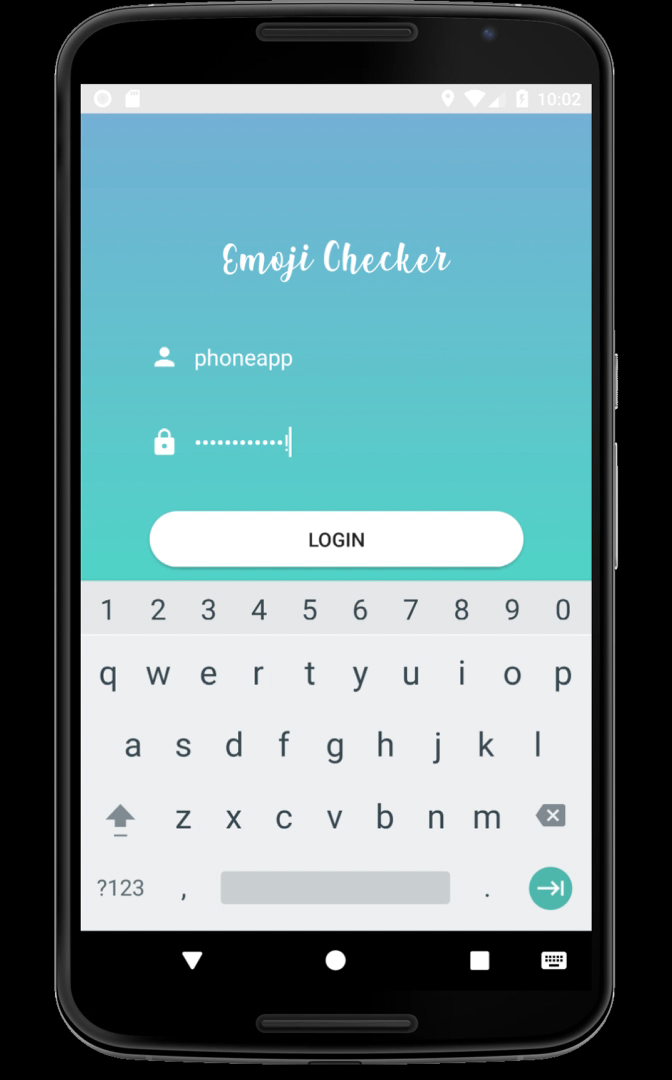 10:02
Emoji Checker
phoneapp
••••••••••••!
LOGIN
1 2 3 4 5 6 7 8 9 0
q w e r t y u i o p
a s d f g h j k l
z x c v b n m
?123 , .